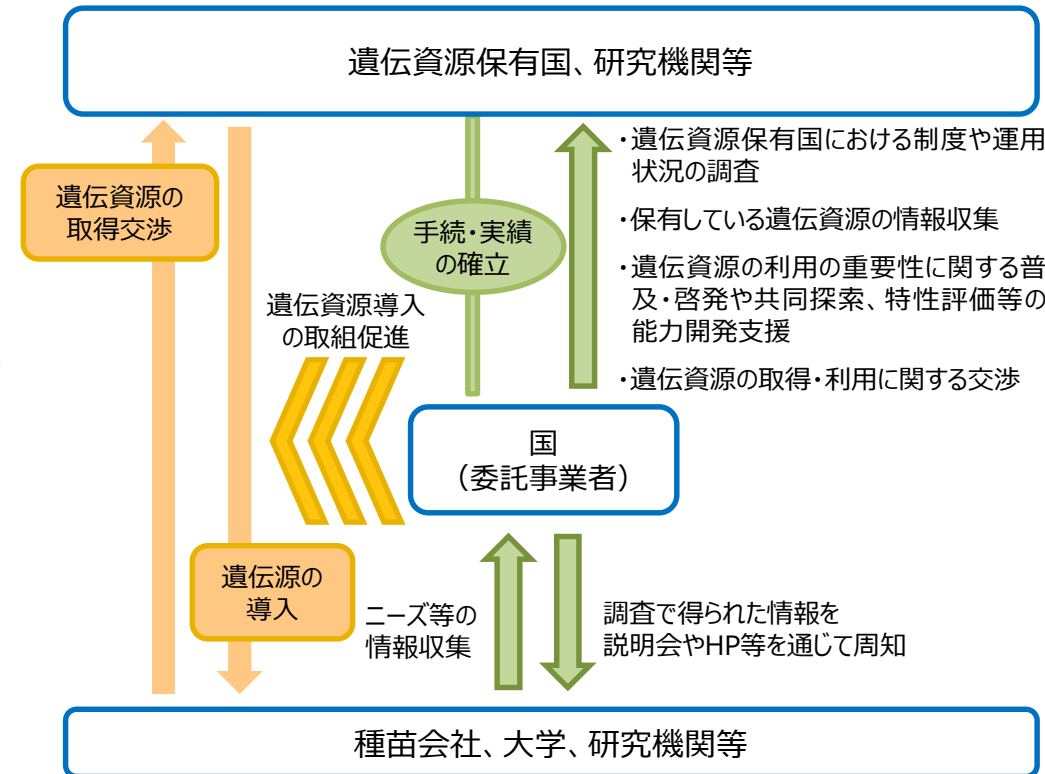 遺伝資源保有国、研究機関等
遺伝資源の
取得交渉
手続・実績
の確立
・遺伝資源保有国における制度や運用
状況の調査
・保有している遺伝資源の情報収集
・遺伝資源の利用の重要性に関する普
及・啓発や共同探索、特性評価等の
能力開発支援
・遺伝資源の取得・利用に関する交渉
遺伝資源導入
の取組促進
国
（委託事業者）
遺伝源の
導入
ニーズ等の
情報収集
調査で得られた情報を
説明会やHP等を通じて周知
種苗会社、大学、研究機関等